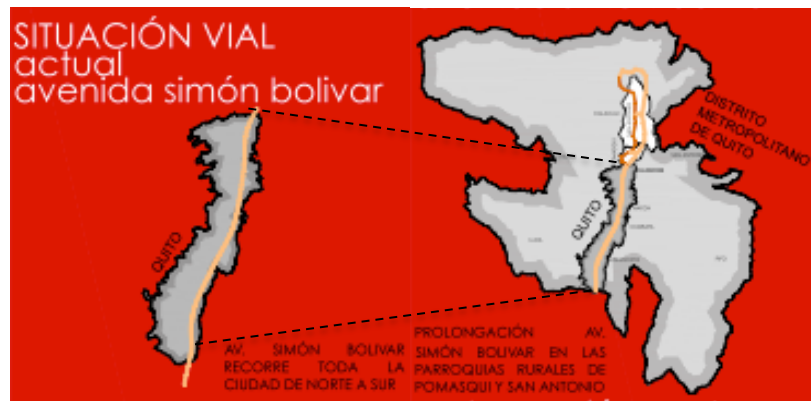 SITUACIÓN VIAL
actual
avenida simón bolivar
QUITO
AV. SIMÓN BOLIVAR
RECORRE TODA LA
CIUDAD DE NORTE A SUR
DISTRITO
METROPOLITANO
DE QUITO
QUITO
PROLONGACIÓN AV.
SIMÓN BOLIVAR EN LAS
PARROQUIAS RURALES DE
POMASQUI Y SAN ANTONIO